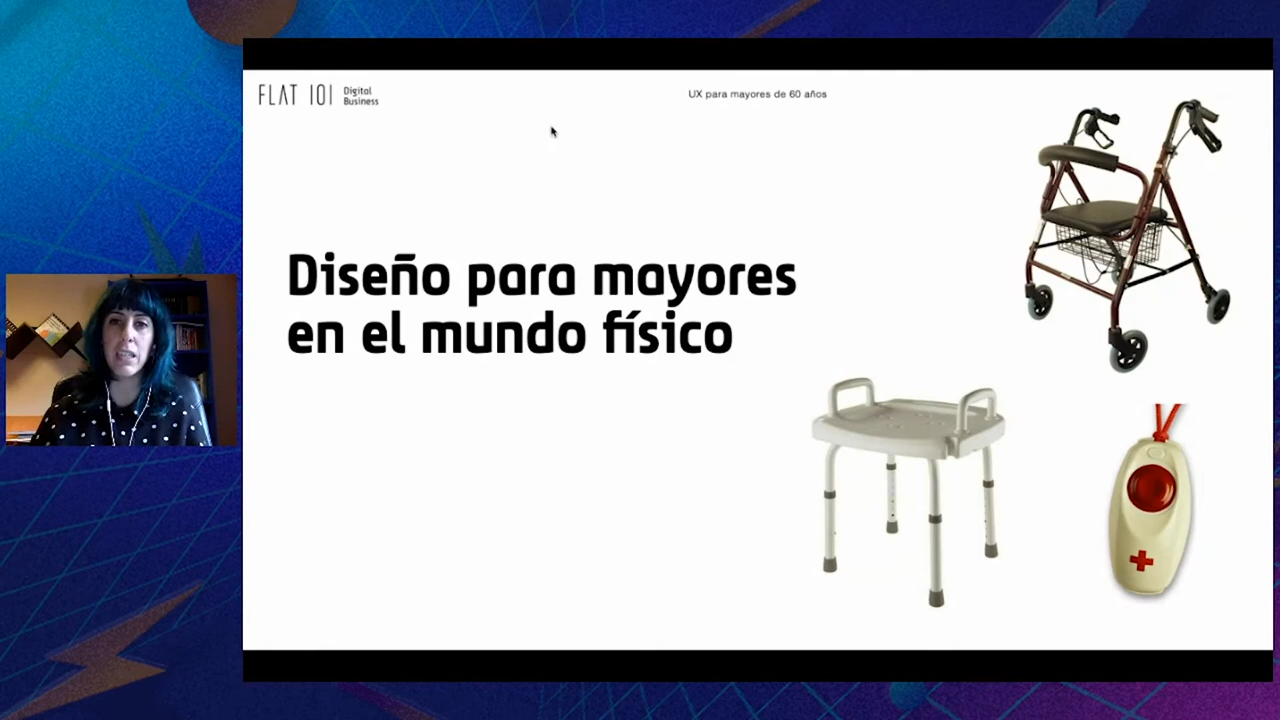 FLAT 101 Digital
Business
UX para mayores de 60 años
Diseño para mayores
en el mundo físico